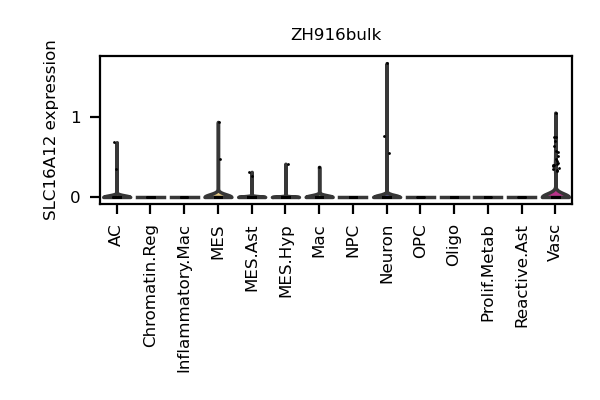 ZH916bulk
SLC16A12 expression
1
0
AC
Chromatin.Reg
Inflammatory.Mac
MES
MES.Ast
MES.Hyp
Mac
NPC
Neuron
OPC
Oligo
Prolif.Metab
Reactive.Ast
Vasc